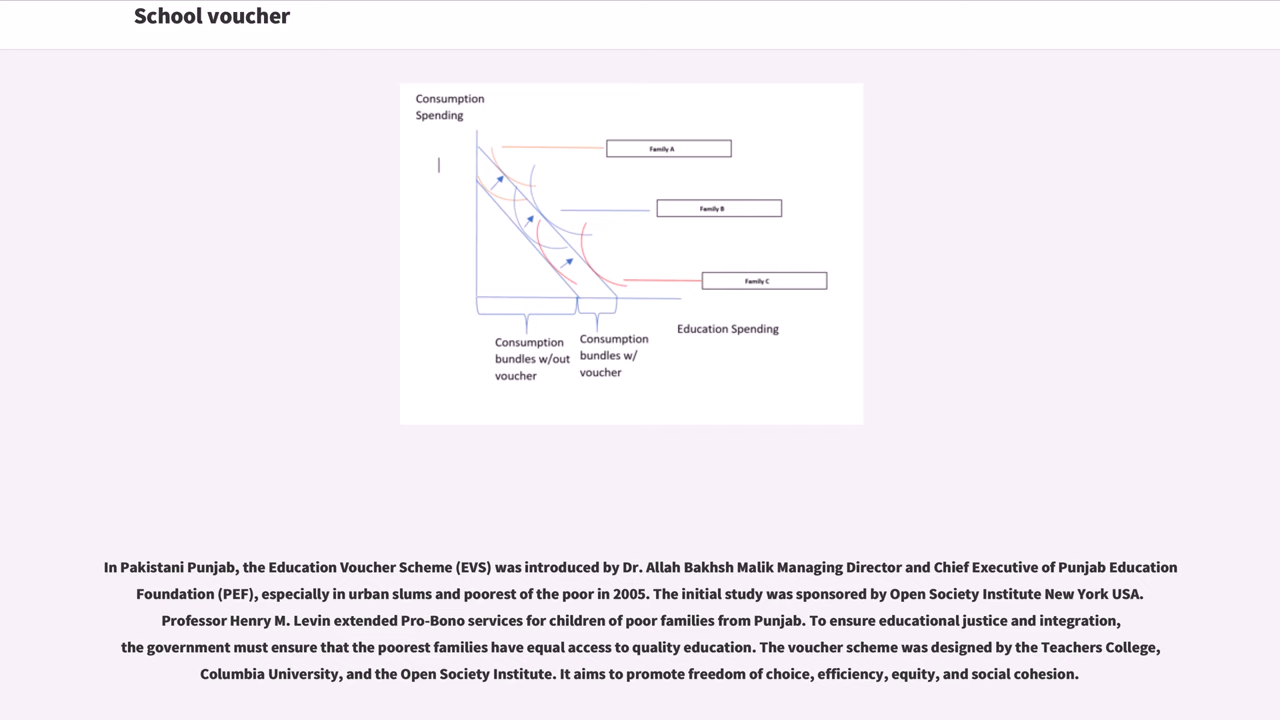 School voucher
Consumption
Spending
Family A
Family B
Family C
Education Spending
Consumption
bundles w/out
voucher
Consumption
bundles w/
voucher
In Pakistani Punjab, the Education Voucher Scheme (EVS) was introduced by Dr. Allah Bakhsh Malik Managing Director and Chief Executive of Punjab Education
Foundation (PEF), especially in urban slums and poorest of the poor in 2005. The initial study was sponsored by Open Society Institute New York USA.
Professor Henry M. Levin extended Pro-Bono services for children of poor families from Punjab. To ensure educational justice and integration,
the government must ensure that the poorest families have equal access to quality education. The voucher scheme was designed by the Teachers College,
Columbia University, and the Open Society Institute. It aims to promote freedom of choice, efficiency, equity, and social cohesion.